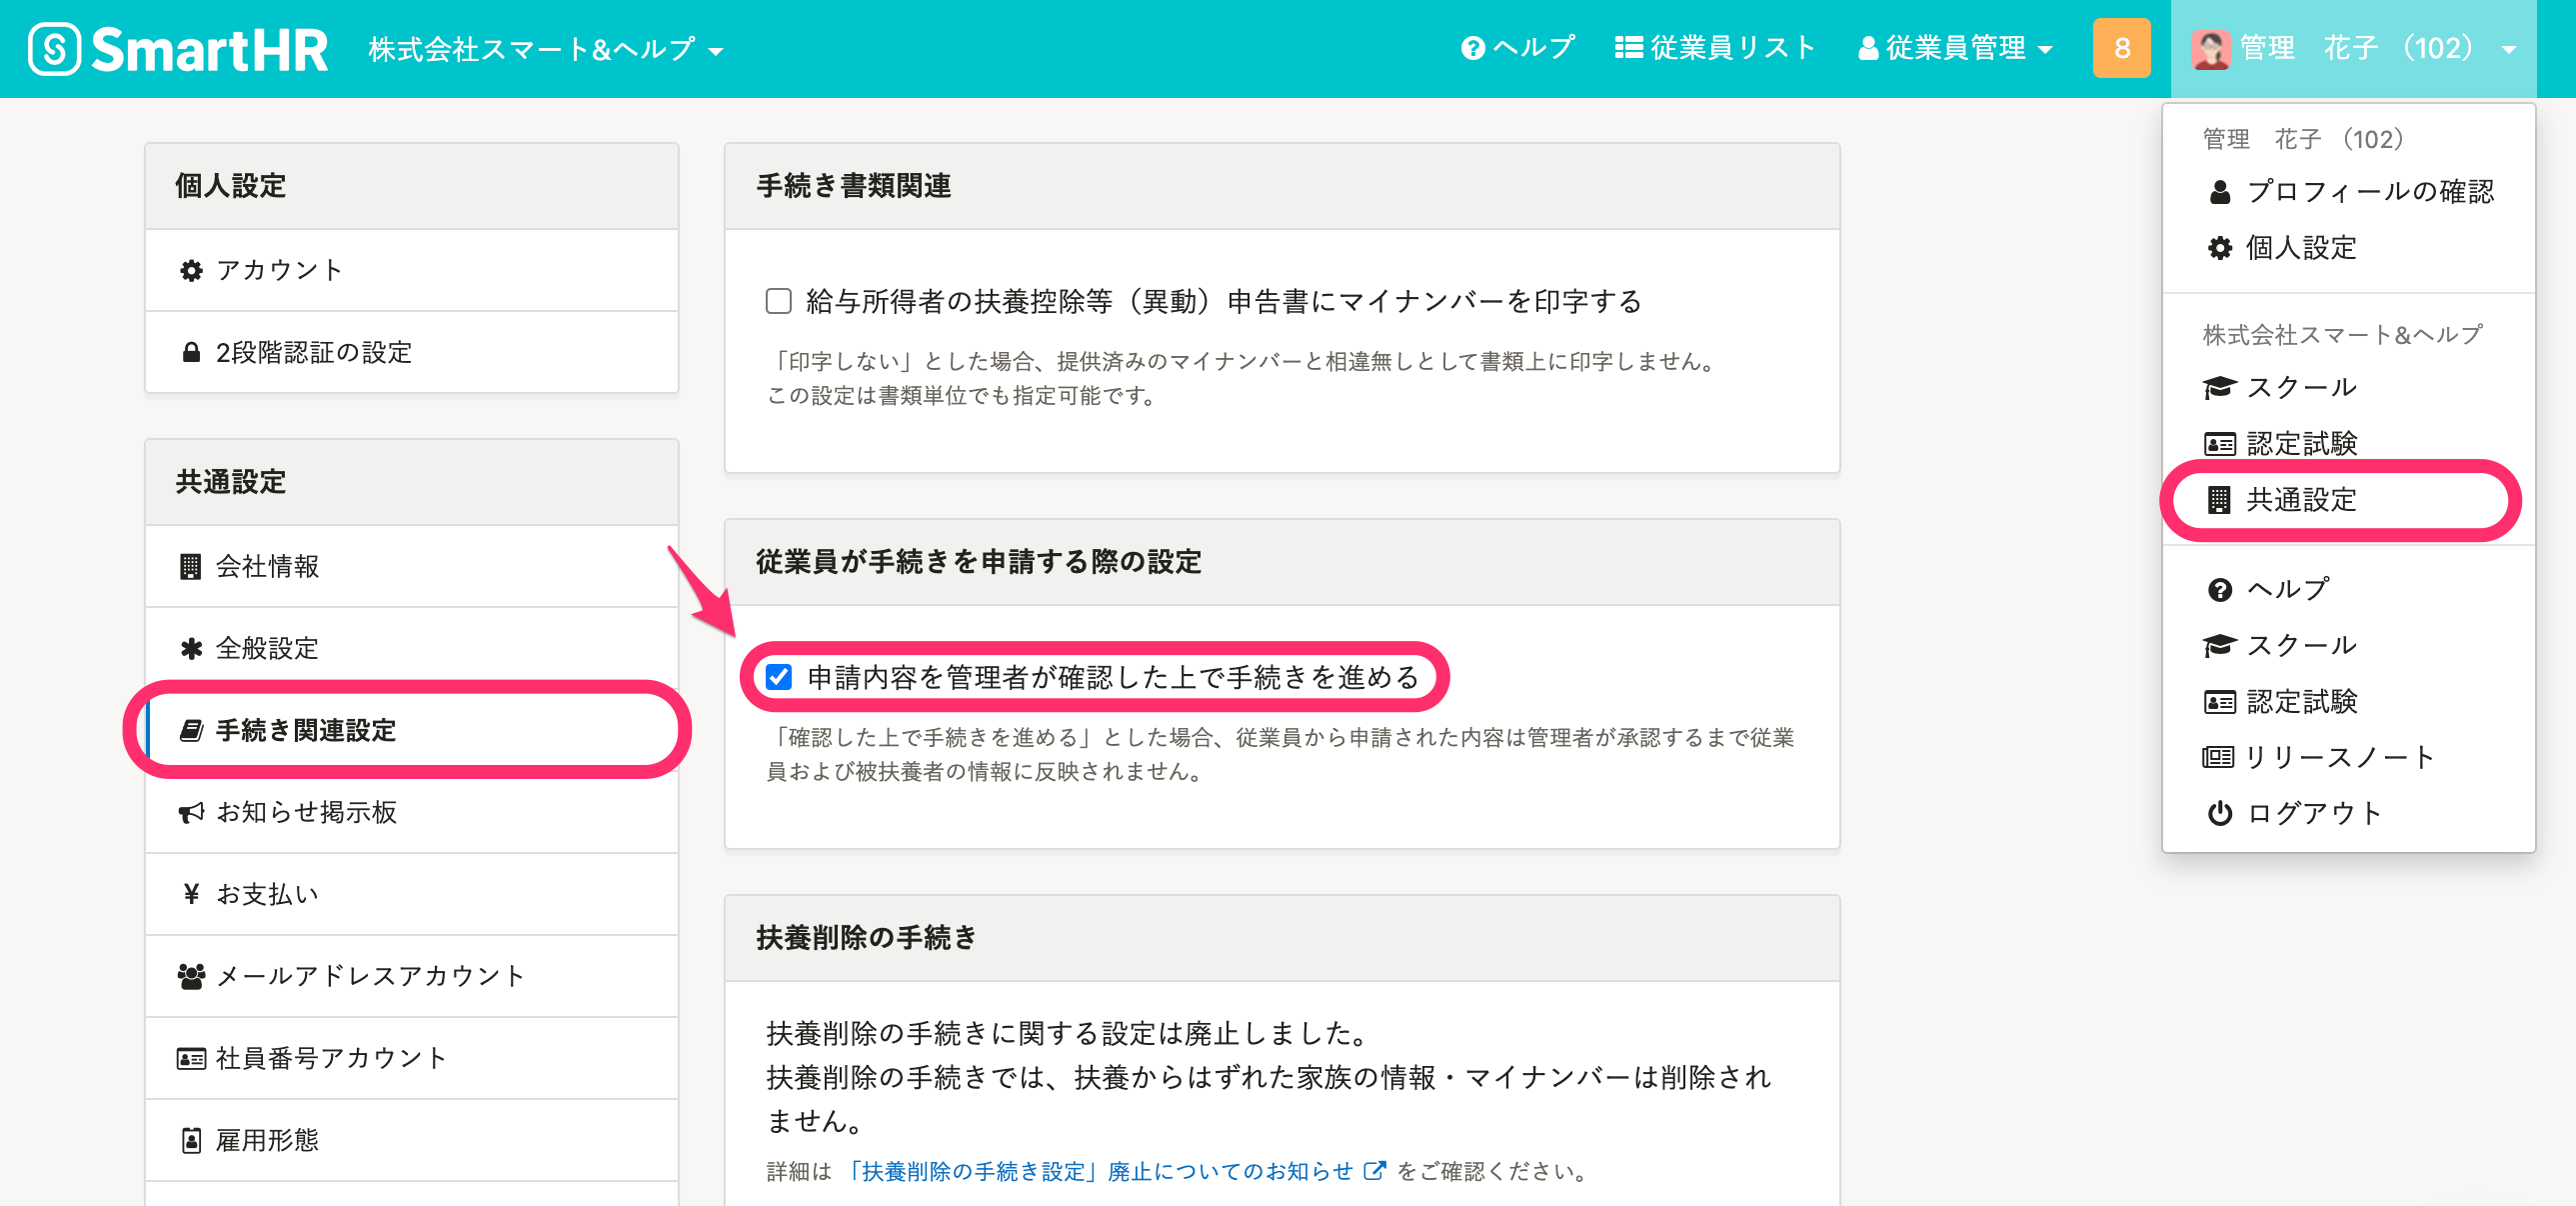 SmartHR
株式会社スマート&ヘルプ
ヘルプ
従業員リスト
従業員管理
8
管理　花子 （102）
個人設定
アカウント
2段階認証の設定
共通設定
会社情報
全般設定
手続き関連設定
お知らせ掲示板
お支払い
メールアドレスアカウント
社員番号アカウント
雇用形態
手続き書類関連
給与所得者の扶養控除等（異動）申告書にマイナンバーを印字する
「印字しない」とした場合、提供済みのマイナンバーと相違無しとして書類上に印字しません。
この設定は書類単位でも指定可能です。
従業員が手続きを申請する際の設定
申請内容を管理者が確認した上で手続きを進める
「確認した上で手続きを進める」とした場合、従業員から申請された内容は管理者が承認するまで従業
員および被扶養者の情報に反映されません。
扶養削除の手続き
扶養削除の手続きに関する設定は廃止しました。
扶養削除の手続きでは、扶養からはずれた家族の情報・マイナンバーは削除され
ません。
詳細は 「扶養削除の手続き設定」廃止についてのお知らせ をご確認ください。
管理　花子 （102）
プロフィールの確認
個人設定
株式会社スマート&ヘルプ
スクール
認定試験
共通設定
ヘルプ
スクール
認定試験
リリースノート
ログアウト